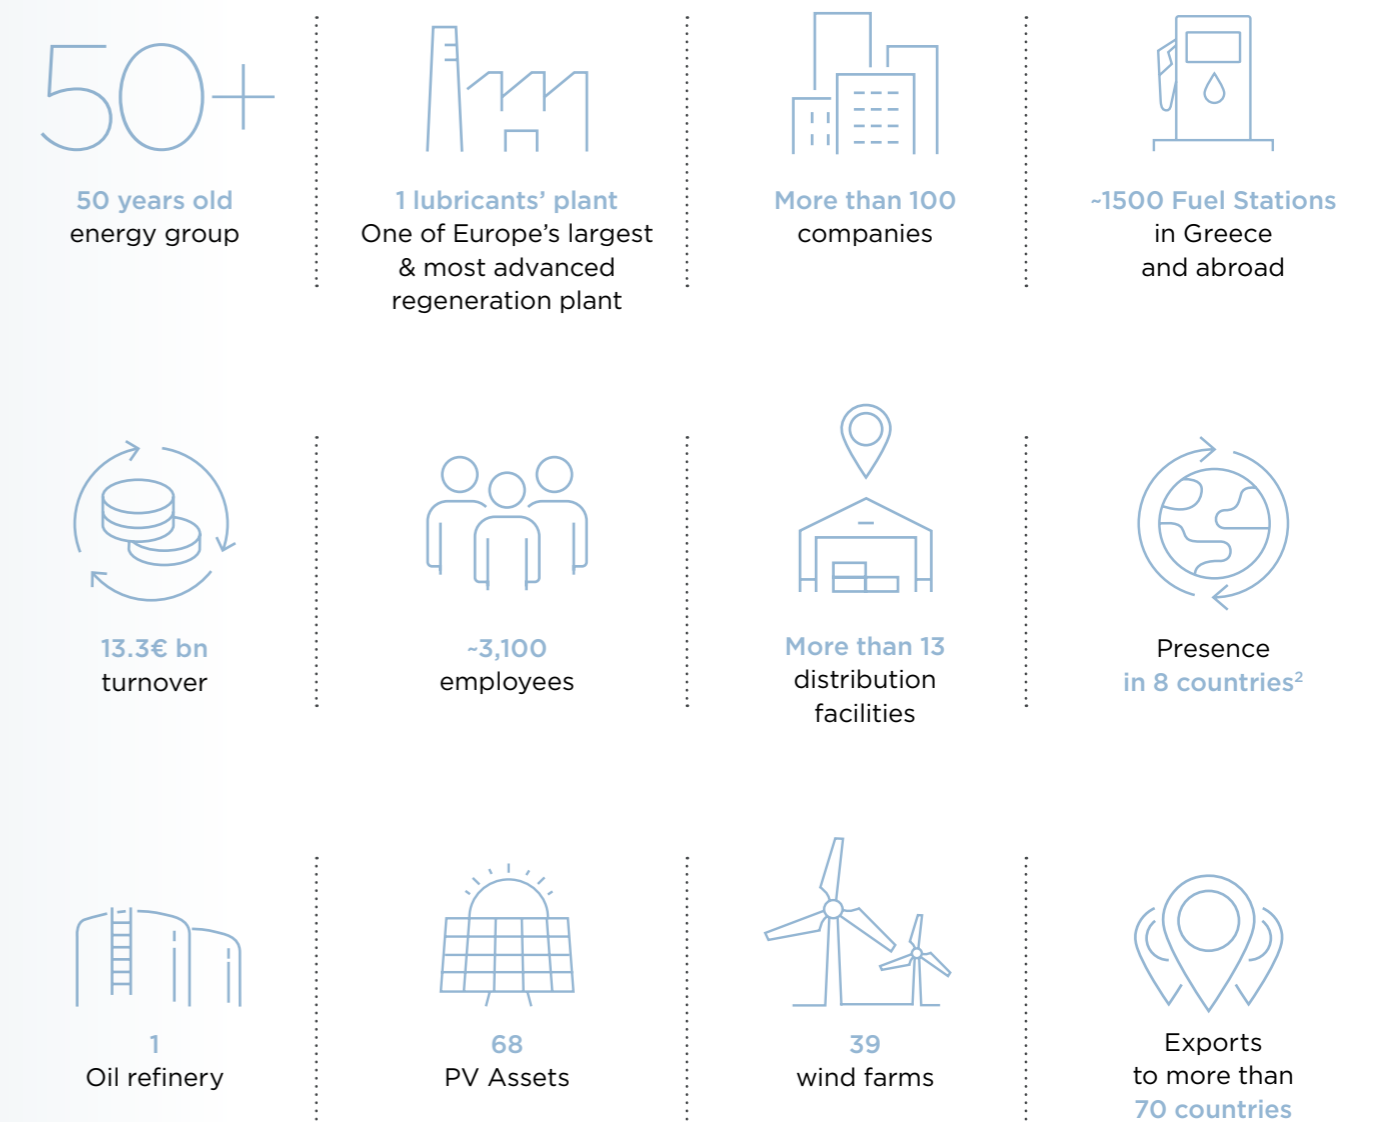 50+
50 years old
energy group
1 lubricants’ plant
One of Europe’s largest
& most advanced
regeneration plant
More than 100
companies
~1500 Fuel Stations
in Greece
and abroad
13.3€ bn
turnover
~3,100
employees
More than 13
distribution
facilities
Presence
in 8 countries²
1
Oil refinery
68
PV Assets
39
wind farms
Exports
to more than
70 countries